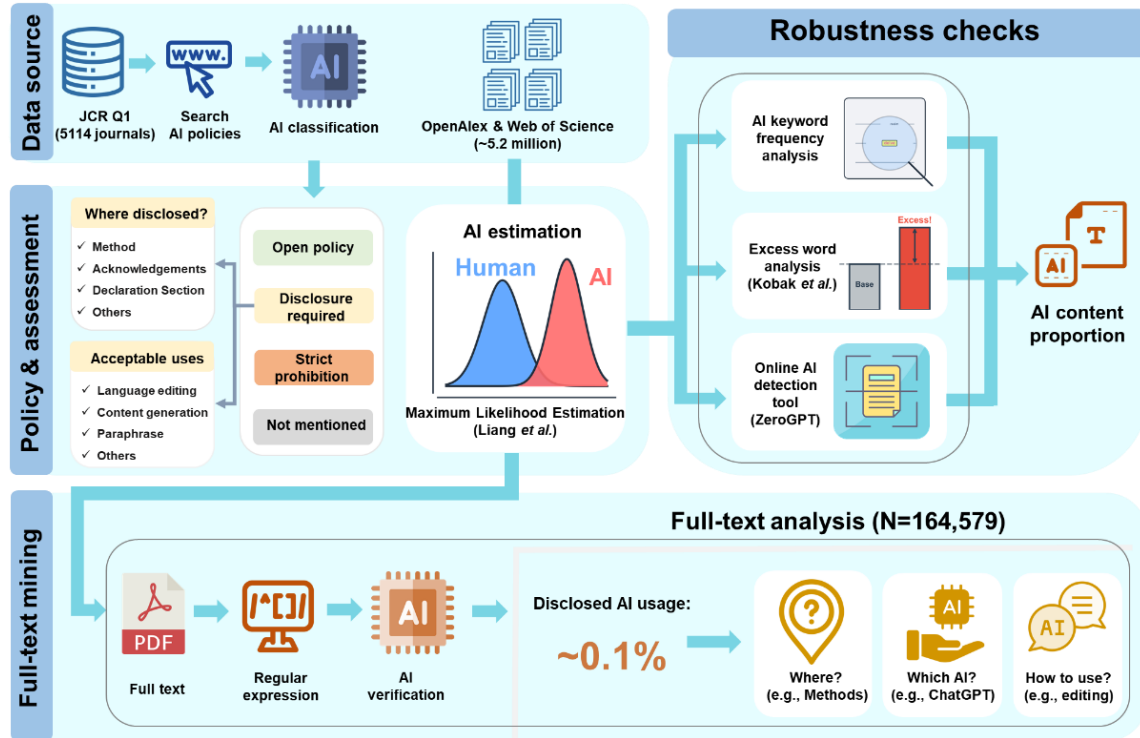 Data source
JCR Q1
(5114 journals)
www.
Search
AI policies
AI
AI classification
OpenAlex & Web of Science
(~5.2 million)
Policy & assessment
Where disclosed?
✓ Method
✓ Acknowledgements
✓ Declaration Section
✓ Others
Acceptable uses
✓ Language editing
✓ Content generation
✓ Paraphrase
✓ Others
Open policy
Disclosure
required
Strict
prohibition
Not mentioned
AI estimation
Human
AI
Maximum Likelihood Estimation
(Liang et al.)
Robustness checks
AI keyword
frequency
analysis
Excess word
analysis
(Kobak et al.)
Excess!
Base
Online AI
detection
tool
(ZeroGPT)
T
AI
AI content
proportion
Full-text mining
Full-text analysis (N=164,579)
PDF
Full text
/^[]/
Regular
expression
AI
AI
verification
Disclosed AI usage:
~0.1%
?
Where?
(e.g., Methods)
AI
Which AI?
(e.g., ChatGPT)
AI
How to use?
(e.g., editing)